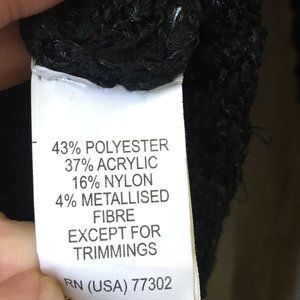 43% POLYESTER
37% ACRYLIC
16% NYLON
4% METALLISED
FIBRE
EXCEPT FOR
TRIMMINGS
RN (USA) 77302